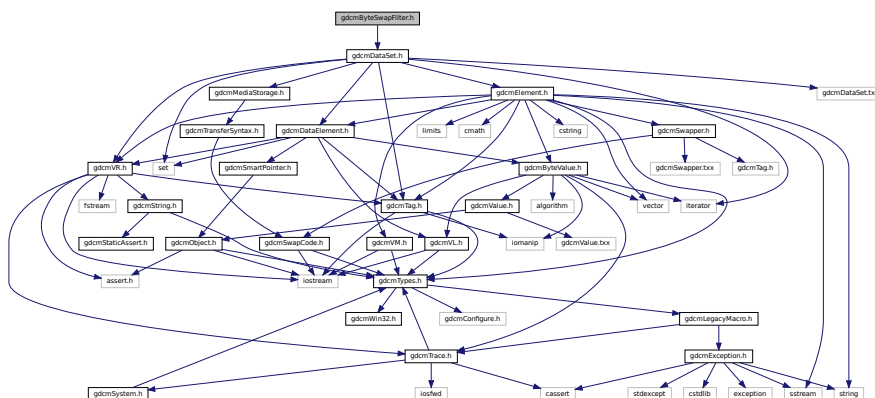 gdcmByteSwapFilter.h
gdcmDataSet.h
gdcmMediaStorage.h
gdcmElement.h
gdcmDataSet.tx
gdcmTransferSyntax.h
gdcmDataElement.h
limits
cmath
cstring
gdcmSwapper.h
gdcmVR.h
set
gdcmSmartPointer.h
gdcmByteValue.h
gdcmSwapper.txx
gdcmTag.h
fstream
gdcmString.h
gdcmTag.h
gdcmValue.h
algorithm
vector
iterator
gdcmStaticAssert.h
gdcmObject.h
gdcmSwapCode.h
gdcmVM.h
gdcmVL.h
iomanip
gdcmValue.txx
assert.h
iostream
gdcmTypes.h
gdcmWin32.h
gdcmConfigure.h
gdcmLegacyMacro.h
gdcmTrace.h
gdcmException.h
gdcmSystem.h
iosfwd
cassert
stdexcept
cstdlib
exception
sstream
string